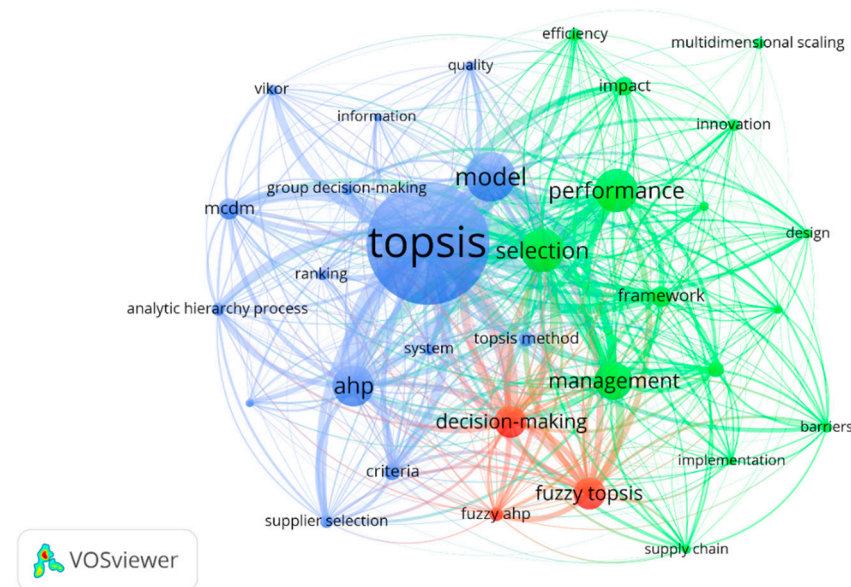 efficiency
multidimensional scaling
quality
vikor
impact
information
innovation
model
group decision-making
performance
mcdm
topsis
selection
design
ranking
framework
analytic hierarchy process
system
topsis method
ahp
management
decision-making
barriers
criteria
implementation
fuzzy topsis
fuzzy ahp
supplier selection
supply chain
VOSviewer